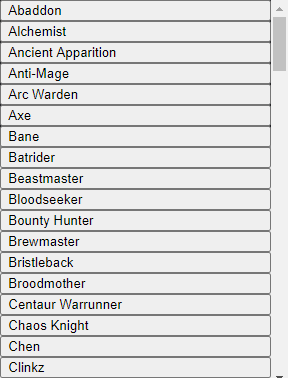 Abaddon
Alchemist
Ancient Apparition
Anti-Mage
Arc Warden
Axe
Bane
Batrider
Beastmaster
Bloodseeker
Bounty Hunter
Brewmaster
Bristleback
Broodmother
Centaur Warrunner
Chaos Knight
Chen
Clinkz